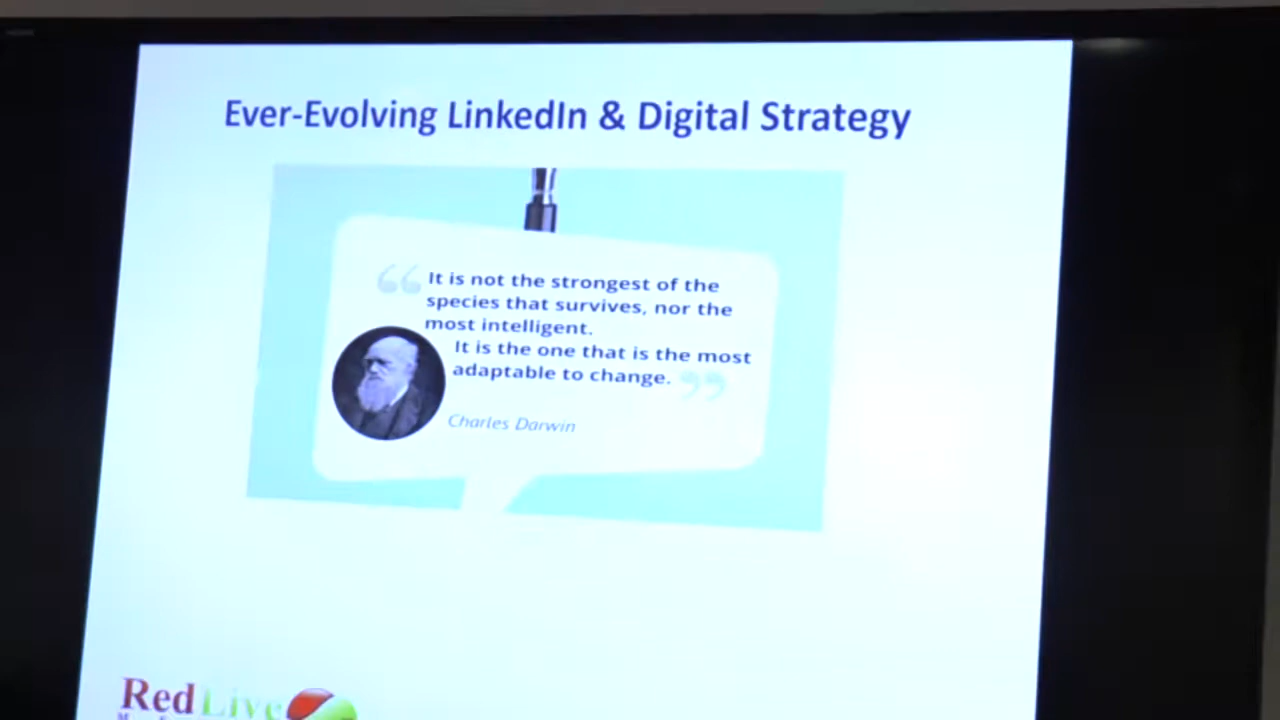 Ever-Evolving LinkedIn & Digital Strategy
“ It is not the strongest of the
species that survives, nor the
most intelligent.
It is the one that is the most
adaptable to change. ”
Charles Darwin
Red Live